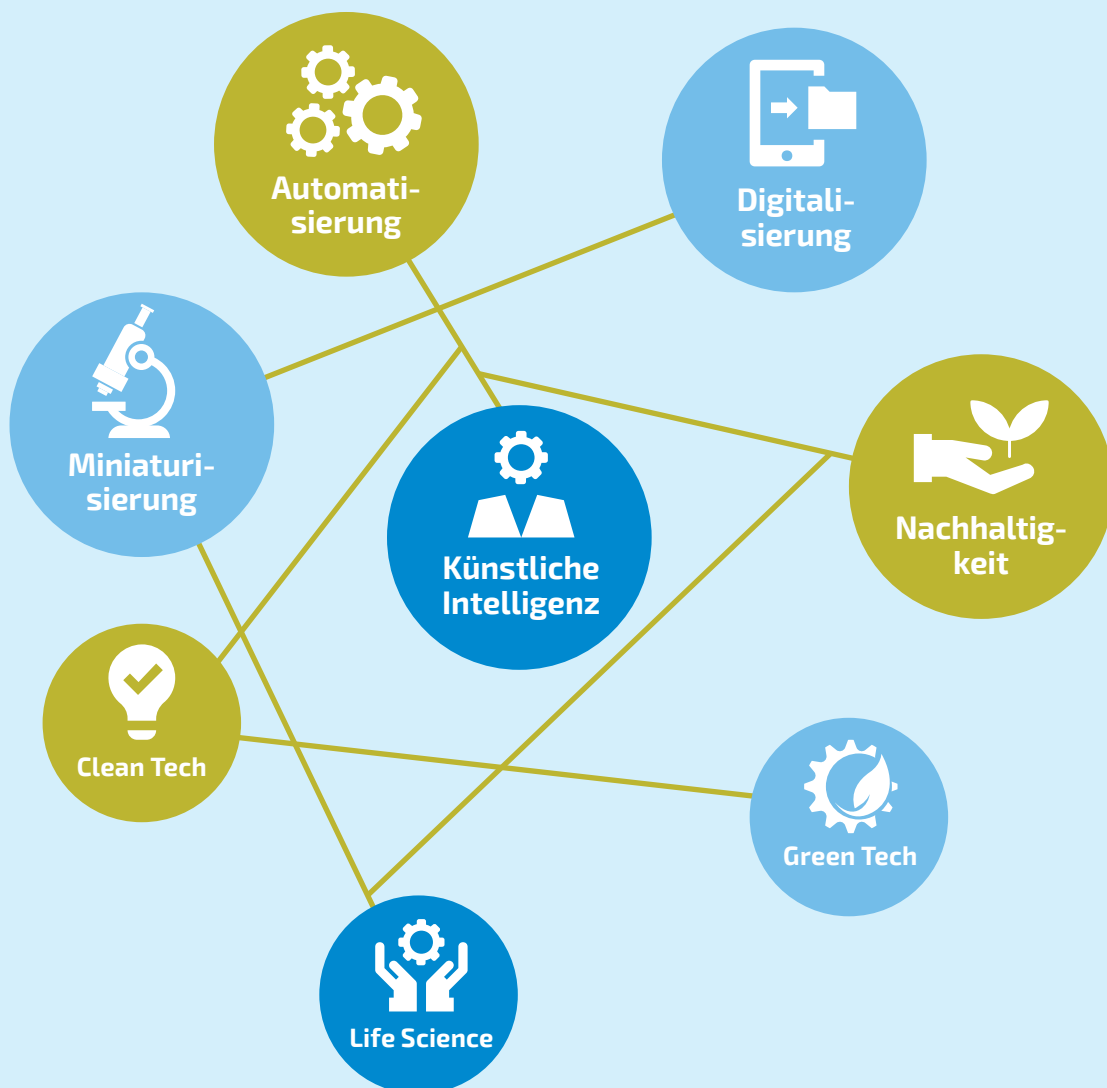 Automati-
sierung
Digitali-
sierung
Miniaturi-
sierung
Künstliche
Intelligenz
Nachhaltig-
keit
Clean Tech
Green Tech
Life Science